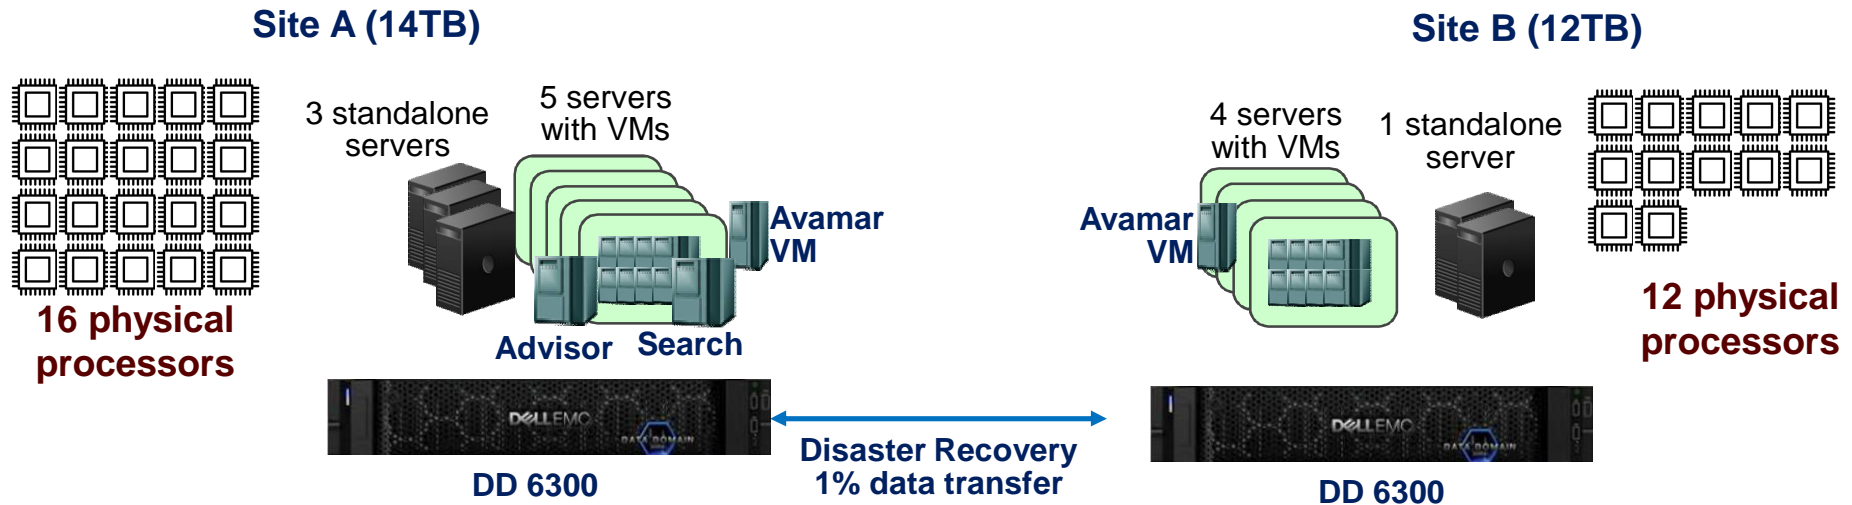 Site A (14TB)
Site B (12TB)
3 standalone
servers
5 servers
with VMs
4 servers
with VMs
1 standalone
server
Avamar
VM
Avamar
VM
16 physical
processors
Advisor
Search
12 physical
processors
DELLEMC
DATA DOMAIN
DELLEMC
DATA DOMAIN
Disaster Recovery
1% data transfer
DD 6300
DD 6300